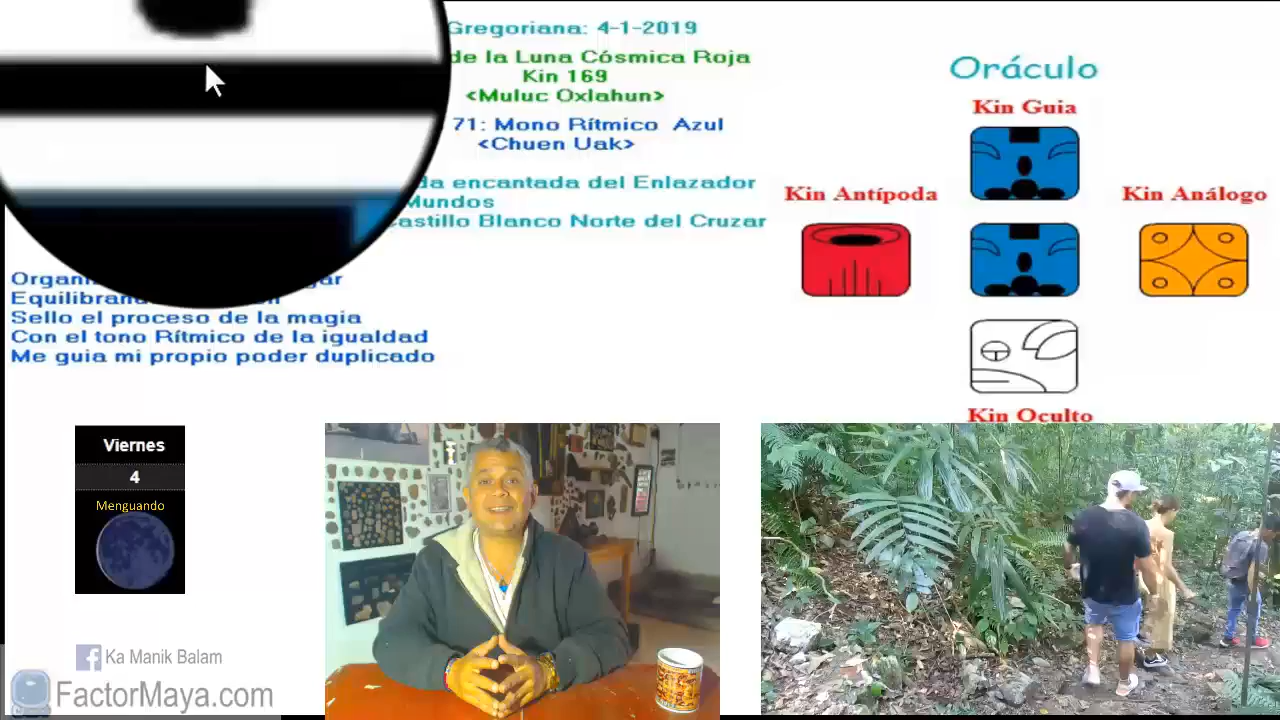 Gregoriana: 4-1-2019
de la Luna Cósmica Roja
Kin 169
<Muluc Oxlahun>
71: Mono Rítmico Azul
<Chuen Uak>
encantada del Enlazador
Mundos
Blanco Norte del Cruzar
Sello el proceso de la magia
Con el tono Rítmico de la igualdad
Me guia mi propio poder duplicado
Oráculo
Kin Guia
Kin Antípoda
Kin Análogo
Kin Oculto
Viernes
4
Menguando
Ka Manik Balam
FactorMaya.com